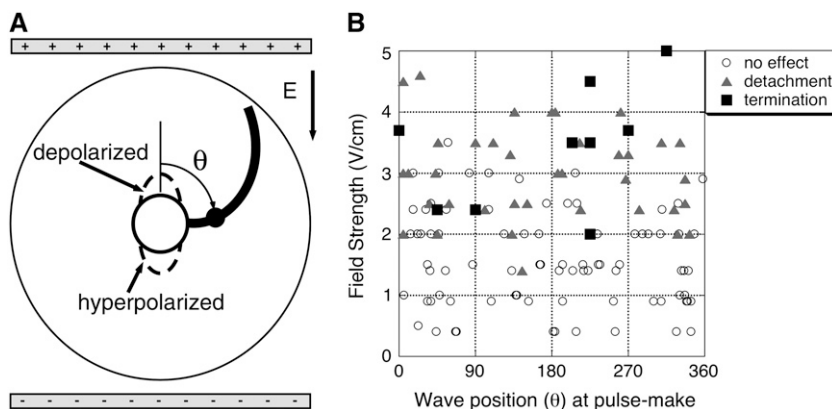 A
+ + + + + + + + + +
E
depolarized
θ
hyperpolarized
- - - - - - - - - -
B
5
4
3
2
1
0
Field Strength (V/cm)
0 90 180 270 360
Wave position (θ) at pulse-make
no effect
detachment
termination